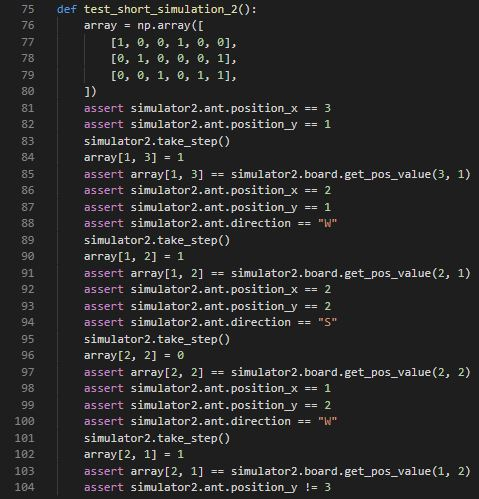 75 def test_short_simulation_2():
76     array = np.array([
77         [1, 0, 0, 1, 0, 0],
78         [0, 1, 0, 0, 0, 1],
79         [0, 0, 1, 0, 1, 1],
80     ])
81     assert simulator2.ant.position_x == 3
82     assert simulator2.ant.position_y == 1
83     simulator2.take_step()
84     array[1, 3] = 1
85     assert array[1, 3] == simulator2.board.get_pos_value(3, 1)
86     assert simulator2.ant.position_x == 2
87     assert simulator2.ant.position_y == 1
88     assert simulator2.ant.direction == "W"
89     simulator2.take_step()
90     array[1, 2] = 1
91     assert array[1, 2] == simulator2.board.get_pos_value(2, 1)
92     assert simulator2.ant.position_x == 2
93     assert simulator2.ant.position_y == 2
94     assert simulator2.ant.direction == "S"
95     simulator2.take_step()
96     array[2, 2] = 0
97     assert array[2, 2] == simulator2.board.get_pos_value(2, 2)
98     assert simulator2.ant.position_x == 1
99     assert simulator2.ant.position_y == 2
100     assert simulator2.ant.direction == "W"
101     simulator2.take_step()
102     array[2, 1] = 1
103     assert array[2, 1] == simulator2.board.get_pos_value(1, 2)
104     assert simulator2.ant.position_y != 3